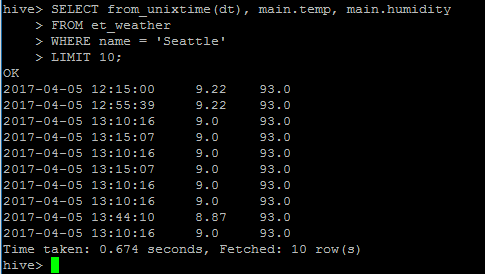 hive> SELECT from_unixtime(dt), main.temp, main.humidity
    > FROM et_weather
    > WHERE name = 'Seattle'
    > LIMIT 10;
OK
2017-04-05 12:15:00     9.22    93.0
2017-04-05 12:55:39     9.22    93.0
2017-04-05 13:10:16     9.0     93.0
2017-04-05 13:15:07     9.0     93.0
2017-04-05 13:10:16     9.0     93.0
2017-04-05 13:15:07     9.0     93.0
2017-04-05 13:10:16     9.0     93.0
2017-04-05 13:10:16     9.0     93.0
2017-04-05 13:44:10     8.87    93.0
2017-04-05 13:10:16     9.0     93.0
Time taken: 0.674 seconds, Fetched: 10 row(s)
hive>